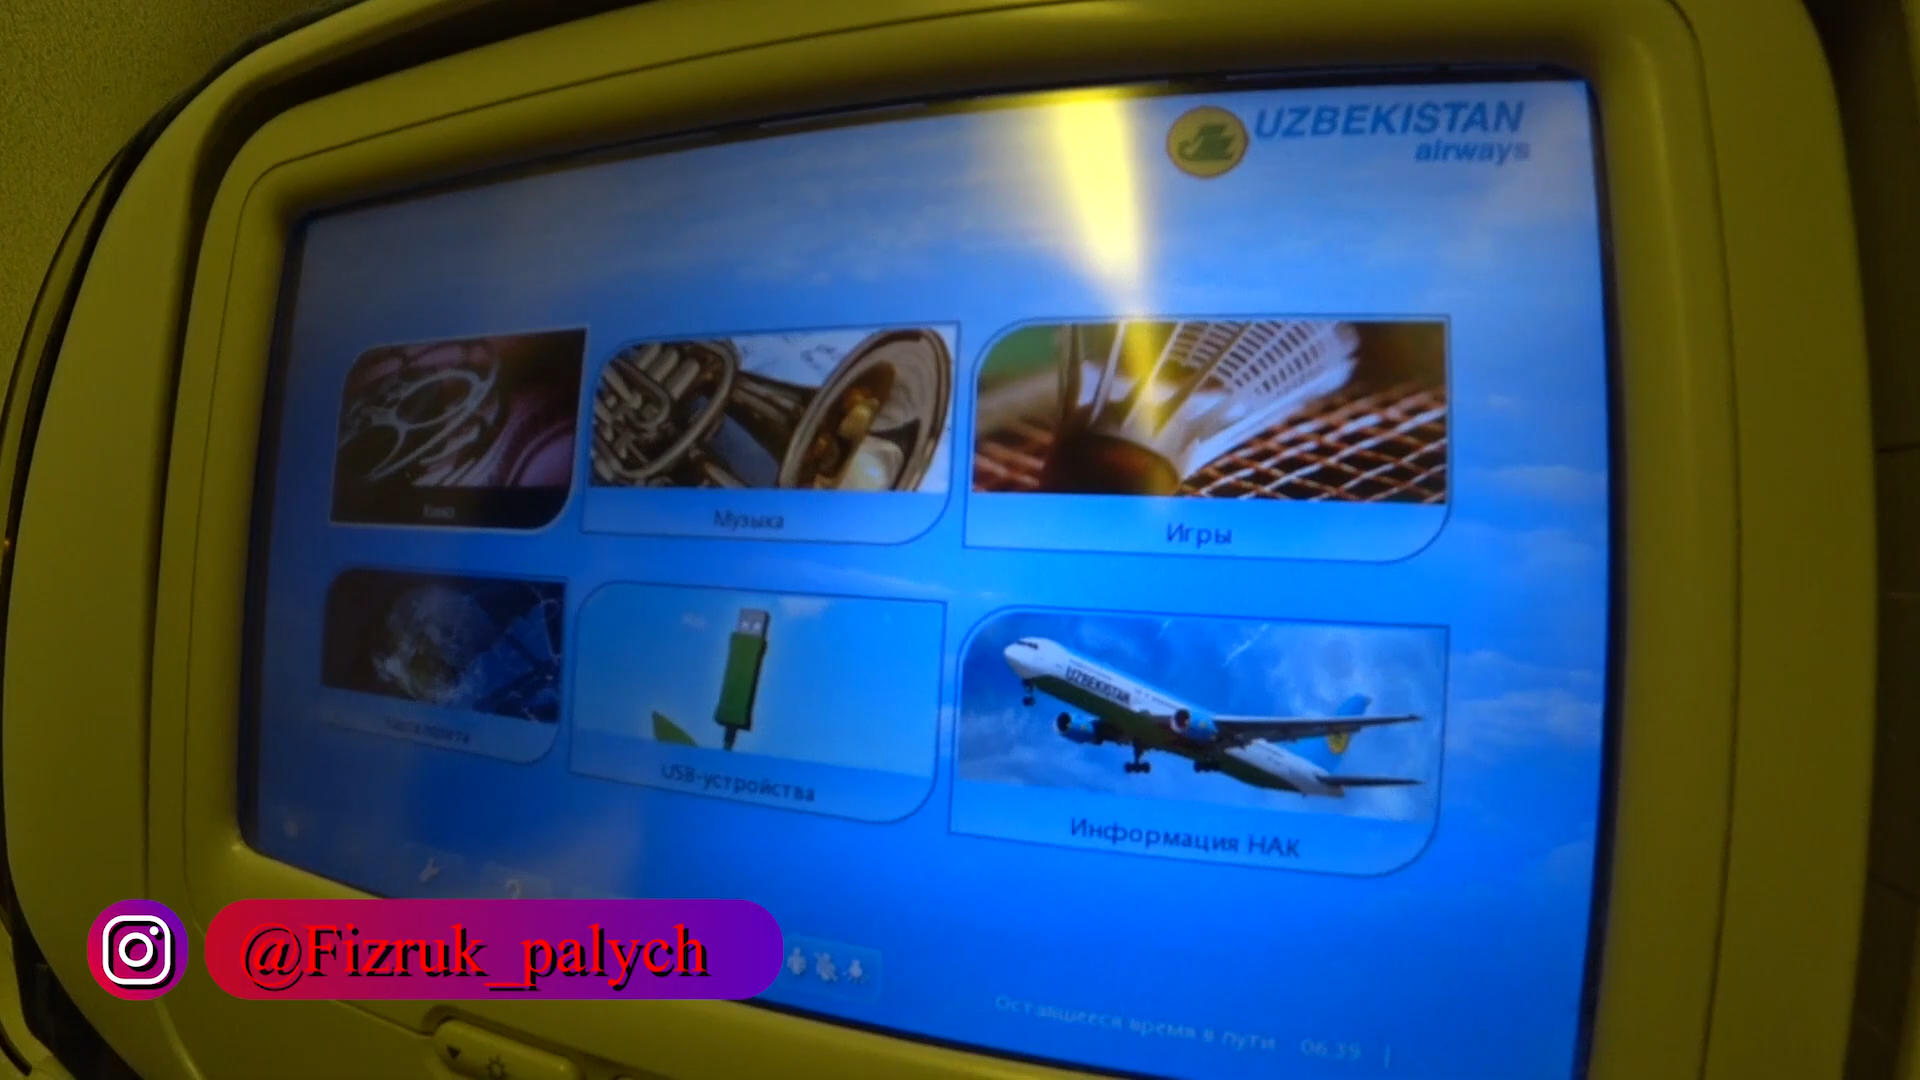 UZBEKISTAN
airways
Кино
Музыка
Игры
Карта полета
USB-устройства
UZBEKISTAN
Информация НАК
@Fizruk_palych
Оставшееся время в пути 06.39